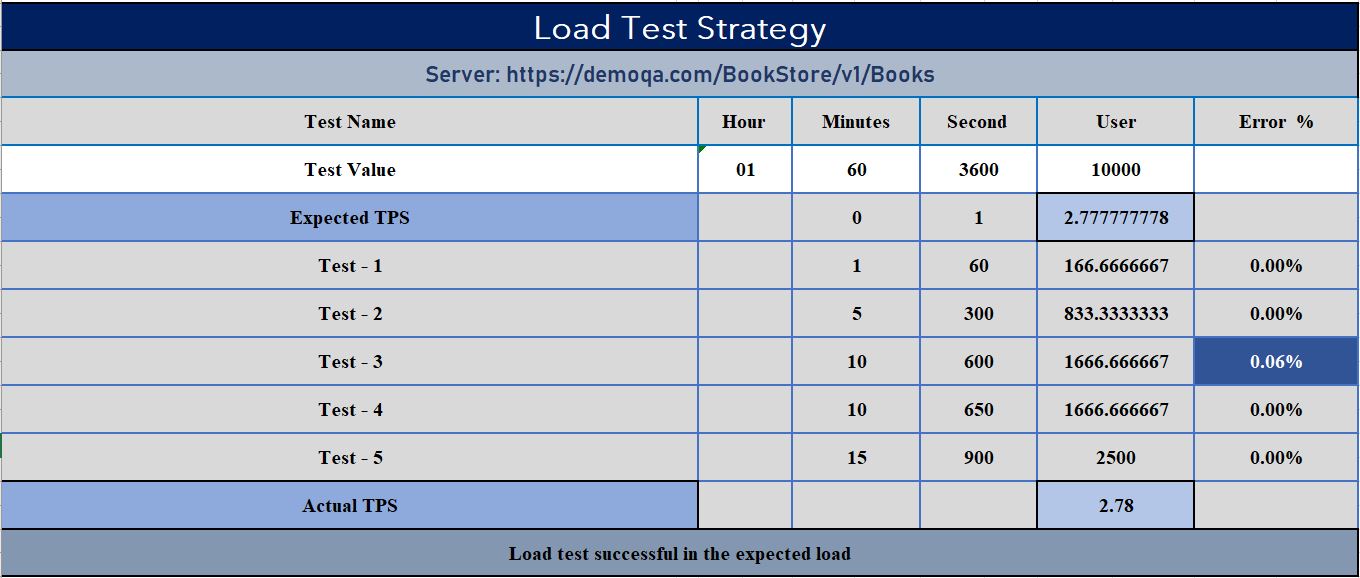 Load Test Strategy
Server: https://demoqa.com/BookStore/v1/Books
Test Name Hour Minutes Second User Error %
Test Value 01 60 3600 10000
Expected TPS 0 1 2.777777778
Test - 1 1 60 166.6666667 0.00%
Test - 2 5 300 833.3333333 0.00%
Test - 3 10 600 1666.666667 0.06%
Test - 4 10 650 1666.666667 0.00%
Test - 5 15 900 2500 0.00%
Actual TPS 2.78
Load test successful in the expected load